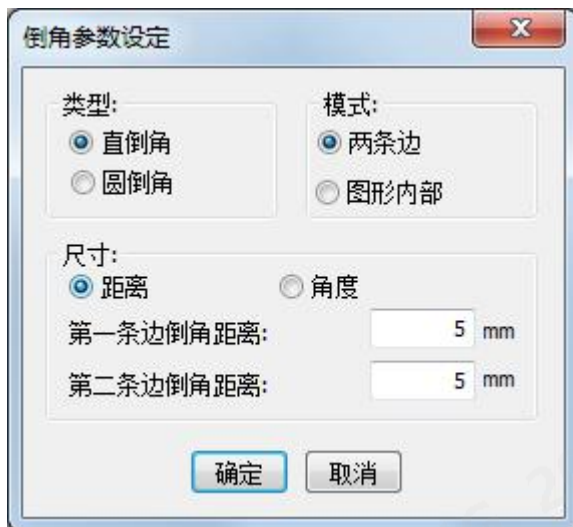 倒角参数设定
类型:
模式:
直倒角
两条边
圆倒角
图形内部
尺寸:
距离 角度
第一条边倒角距离: 5 mm
第二条边倒角距离: 5 mm
确定 取消